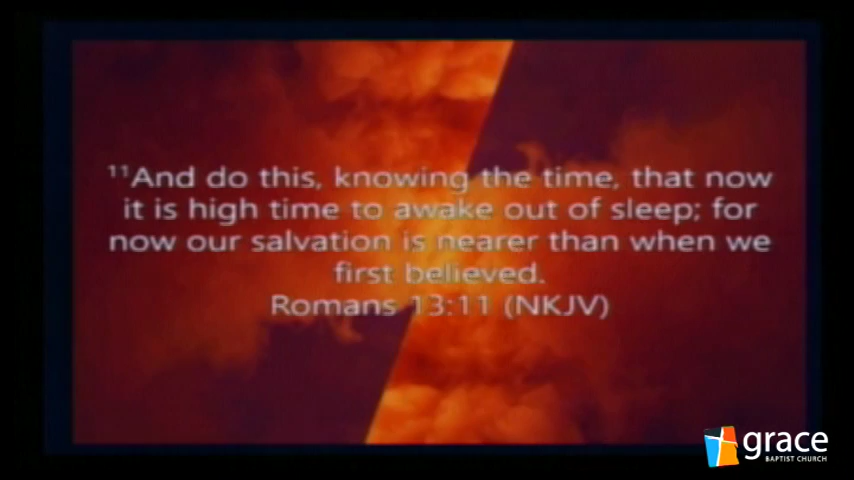 ¹¹And do this, knowing the time, that now
it is high time to awake out of sleep; for
now our salvation is nearer than when we
first believed.
Romans 13:11 (NKJV)
grace
BAPTIST CHURCH